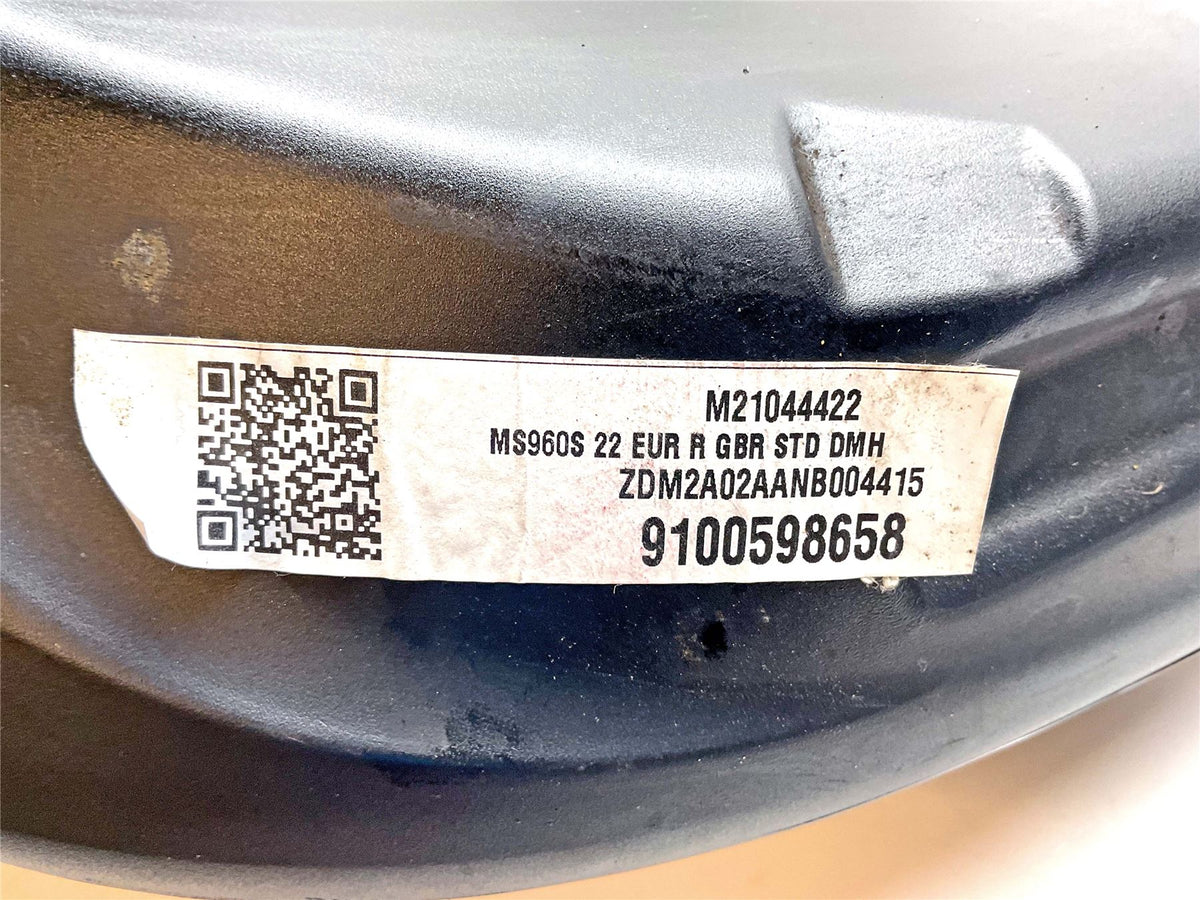 M21044422
MS960S 22 EUR R GBR STD DMH
ZDM2A02AANB004415
9100598658